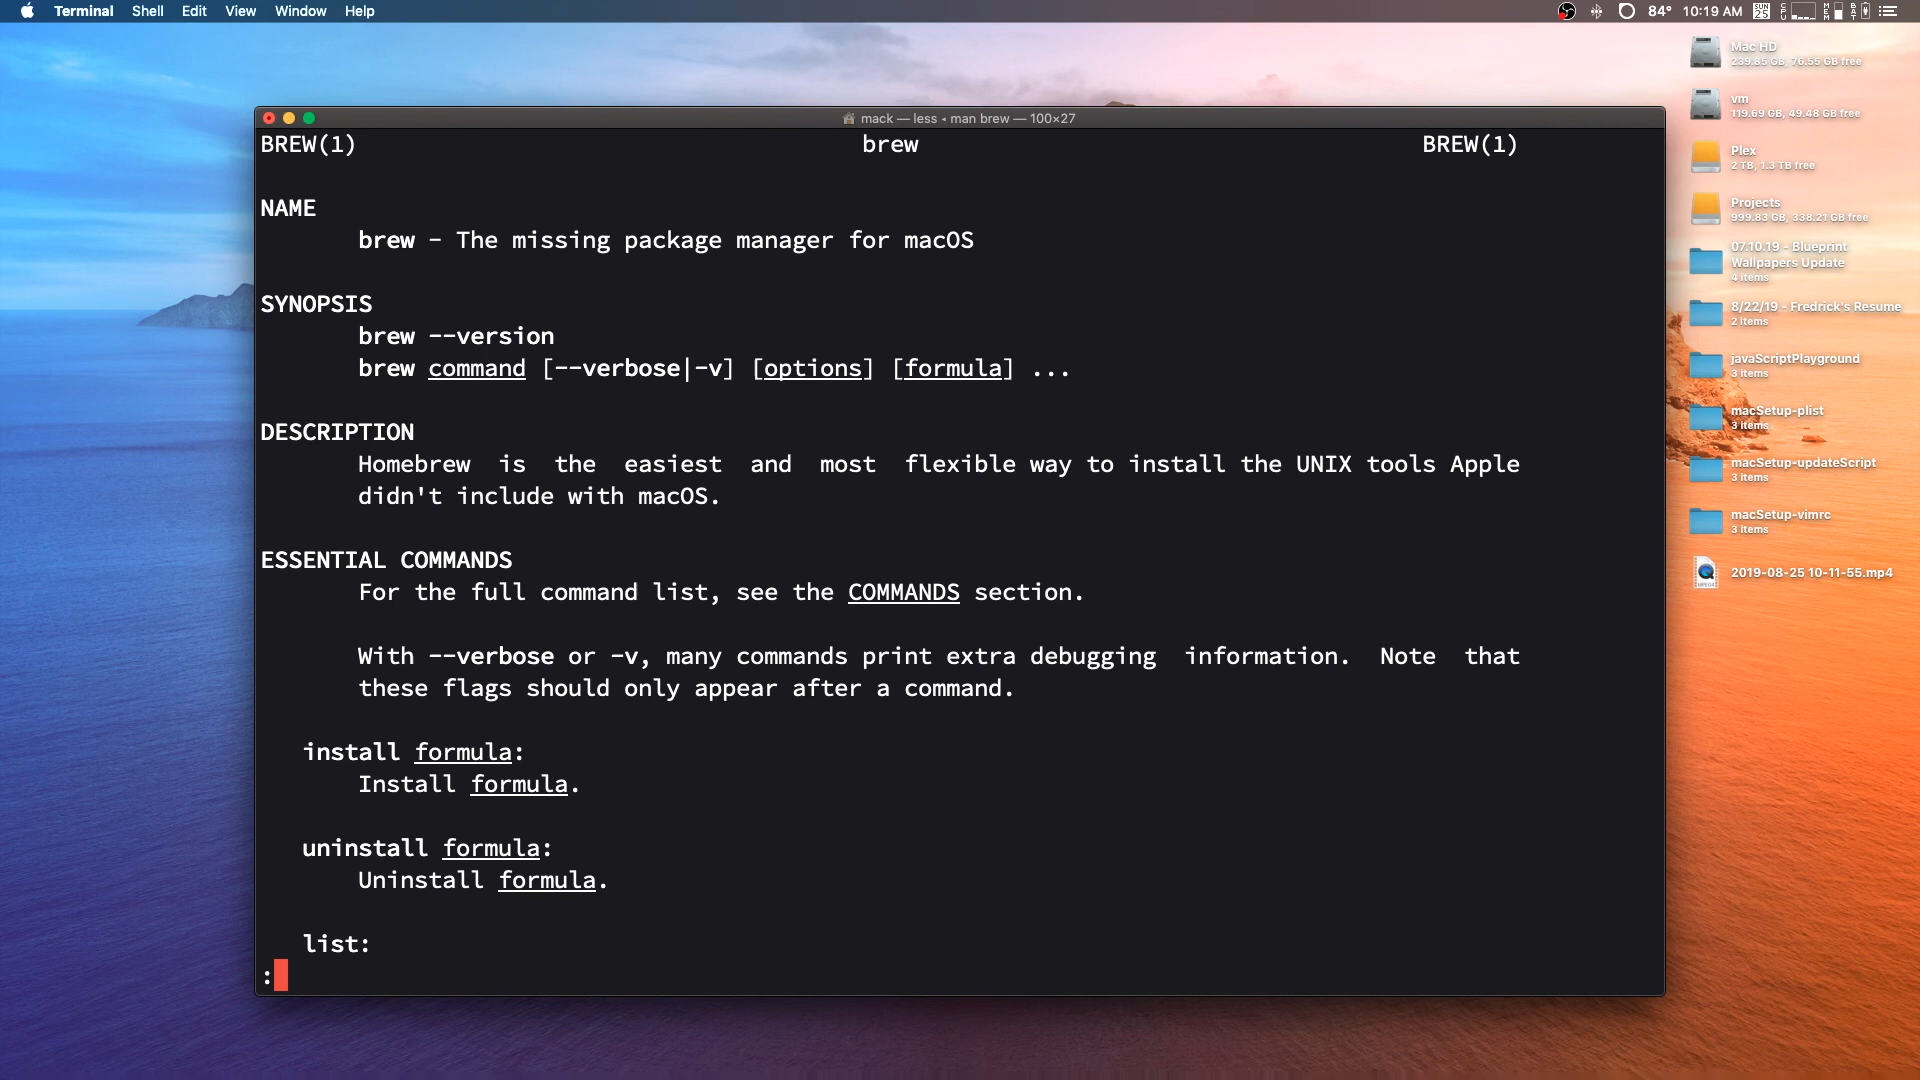 Terminal Shell Edit View Window Help 84° 10:19 AM SUN 25 CPU MEM BAT
mack — less ◂ man brew — 100×27
BREW(1) brew BREW(1)
NAME
brew - The missing package manager for macOS
SYNOPSIS
brew --version
brew command [--verbose|-v] [options] [formula] ...
DESCRIPTION
Homebrew is the easiest and most flexible way to install the UNIX tools Apple
didn't include with macOS.
ESSENTIAL COMMANDS
For the full command list, see the COMMANDS section.
With --verbose or -v, many commands print extra debugging information. Note that
these flags should only appear after a command.
install formula:
Install formula.
uninstall formula:
Uninstall formula.
list:
:
Mac HD
239.85 GB, 76.55 GB free
vm
119.69 GB, 49.48 GB free
Plex
2 TB, 1.3 TB free
Projects
999.83 GB, 338.21 GB free
07.10.19 - Blueprint
Wallpapers Update
4 items
8/22/19 - Fredrick's Resume
2 items
javaScriptPlayground
3 items
macSetup-plist
3 items
macSetup-updateScript
3 items
macSetup-vimrc
3 items
2019-08-25 10-11-55.mp4